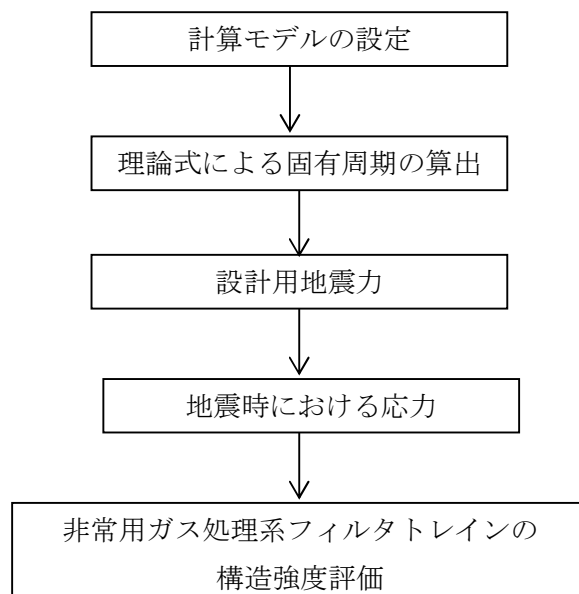 計算モデルの設定
理論式による固有周期の算出
設計用地震力
地震時における応力
非常用ガス処理系フィルタトレインの
構造強度評価